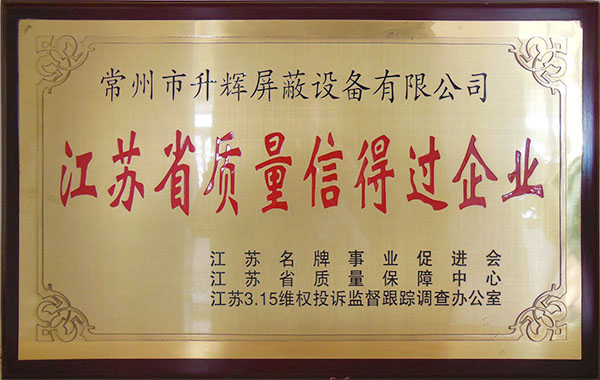 常州市升辉屏蔽设备有限公司
江苏省质量信得过企业
江苏名牌事业促进会
江苏省质量保障中心
江苏3.15维权投诉监督跟踪调查办公室